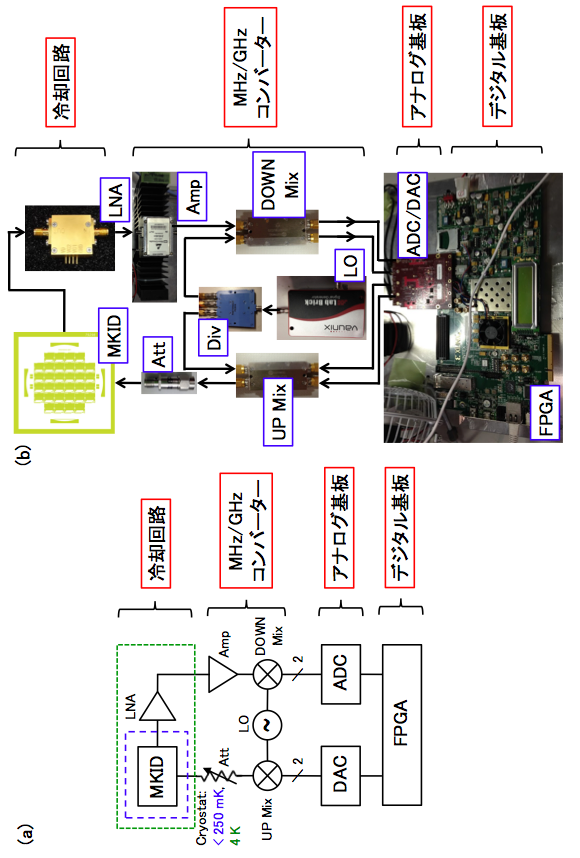 (a)
Cryostat:
< 250 mK,
4 K
MKID
LNA
Att
Amp
UP Mix
LO
DOWN
Mix
2
2
DAC
ADC
FPGA
冷却回路
MHz/GHz
コンバーター
アナログ基板
デジタル基板
(b)
MKID
LNA
Att
Amp
Div
UP Mix
DOWN
Mix
LO
vaunix
Lab Brick
ADC/DAC
FPGA
冷却回路
MHz/GHz
コンバーター
アナログ基板
デジタル基板